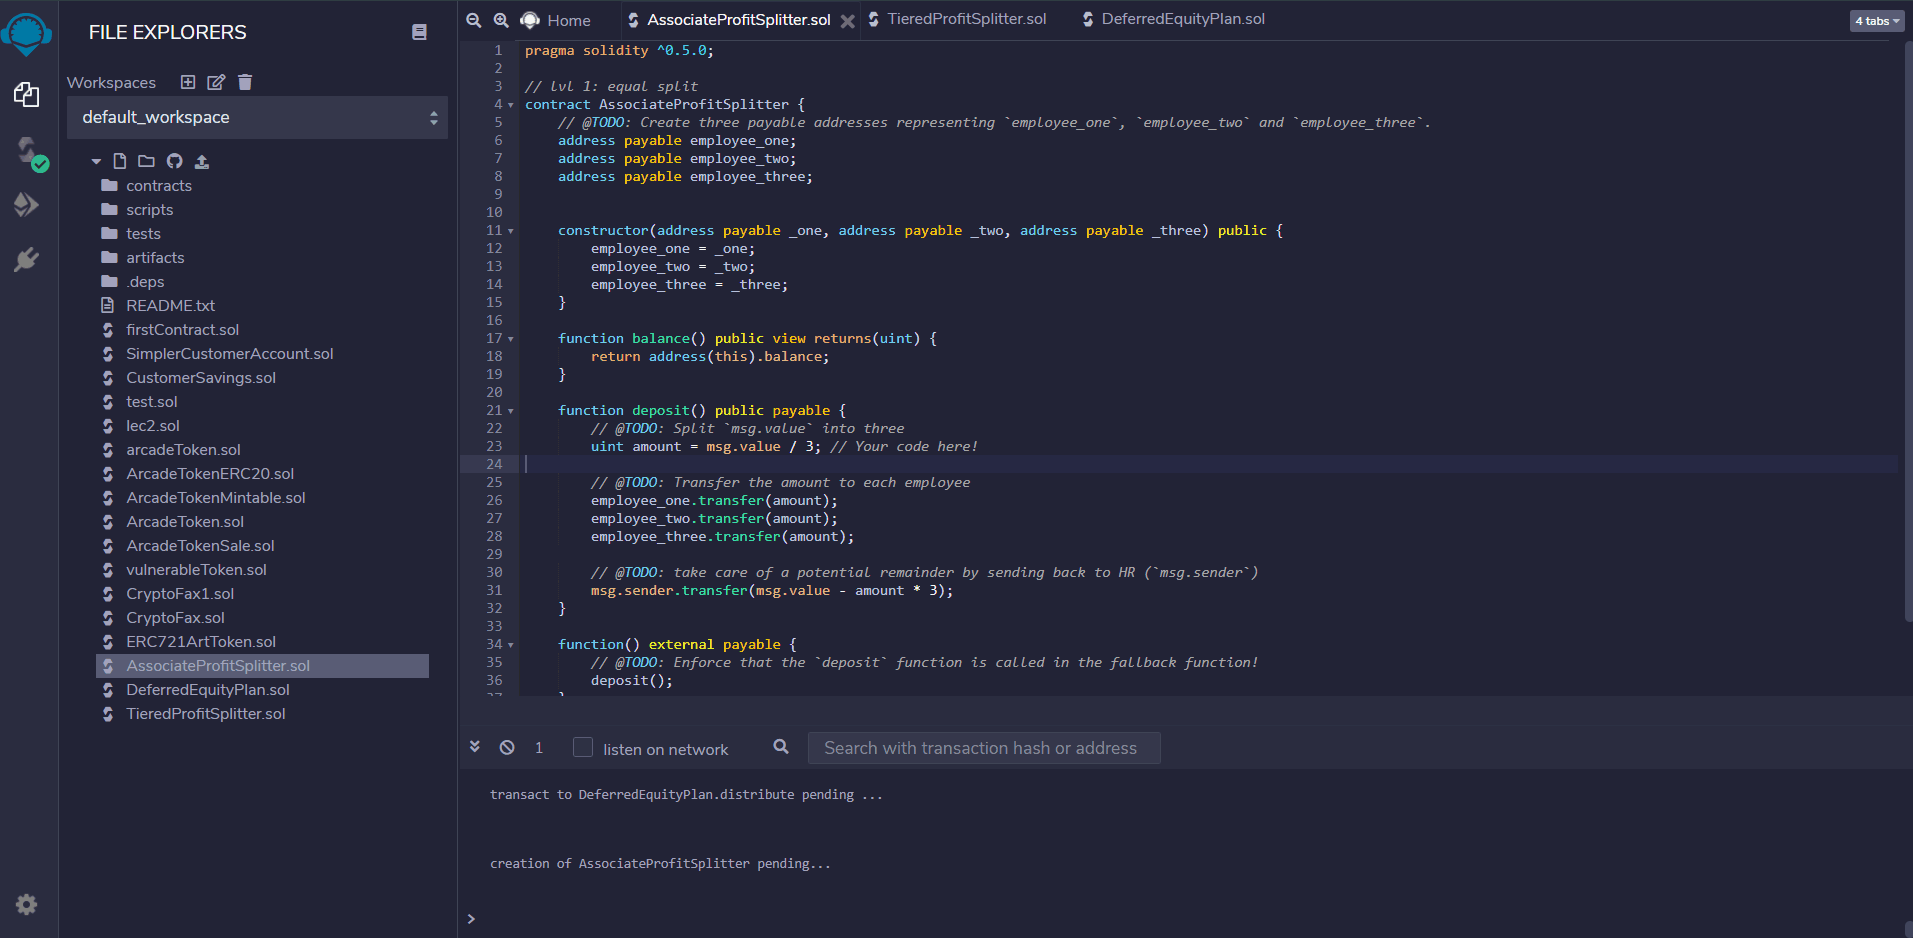 FILE EXPLORERS
Workspaces
default_workspace
contracts
scripts
tests
artifacts
.deps
README.txt
firstContract.sol
SimplerCustomerAccount.sol
CustomerSavings.sol
test.sol
lec2.sol
arcadeToken.sol
ArcadeTokenERC20.sol
ArcadeTokenMintable.sol
ArcadeToken.sol
ArcadeTokenSale.sol
vulnerableToken.sol
CryptoFax1.sol
CryptoFax.sol
ERC721ArtToken.sol
AssociateProfitSplitter.sol
DeferredEquityPlan.sol
TieredProfitSplitter.sol
Home AssociateProfitSplitter.sol TieredProfitSplitter.sol DeferredEquityPlan.sol 4 tabs
1 pragma solidity ^0.5.0;
2
3 // lvl 1: equal split
4 contract AssociateProfitSplitter {
5     // @TODO: Create three payable addresses representing `employee_one`, `employee_two` and `employee_three`.
6     address payable employee_one;
7     address payable employee_two;
8     address payable employee_three;
9
10
11     constructor(address payable _one, address payable _two, address payable _three) public {
12         employee_one = _one;
13         employee_two = _two;
14         employee_three = _three;
15     }
16
17     function balance() public view returns(uint) {
18         return address(this).balance;
19     }
20
21     function deposit() public payable {
22         // @TODO: Split `msg.value` into three
23         uint amount = msg.value / 3; // Your code here!
24
25         // @TODO: Transfer the amount to each employee
26         employee_one.transfer(amount);
27         employee_two.transfer(amount);
28         employee_three.transfer(amount);
29
30         // @TODO: take care of a potential remainder by sending back to HR (`msg.sender`)
31         msg.sender.transfer(msg.value - amount * 3);
32     }
33
34     function() external payable {
35         // @TODO: Enforce that the `deposit` function is called in the fallback function!
36         deposit();
37     }
1 listen on network Search with transaction hash or address
transact to DeferredEquityPlan.distribute pending ...
creation of AssociateProfitSplitter pending...
>